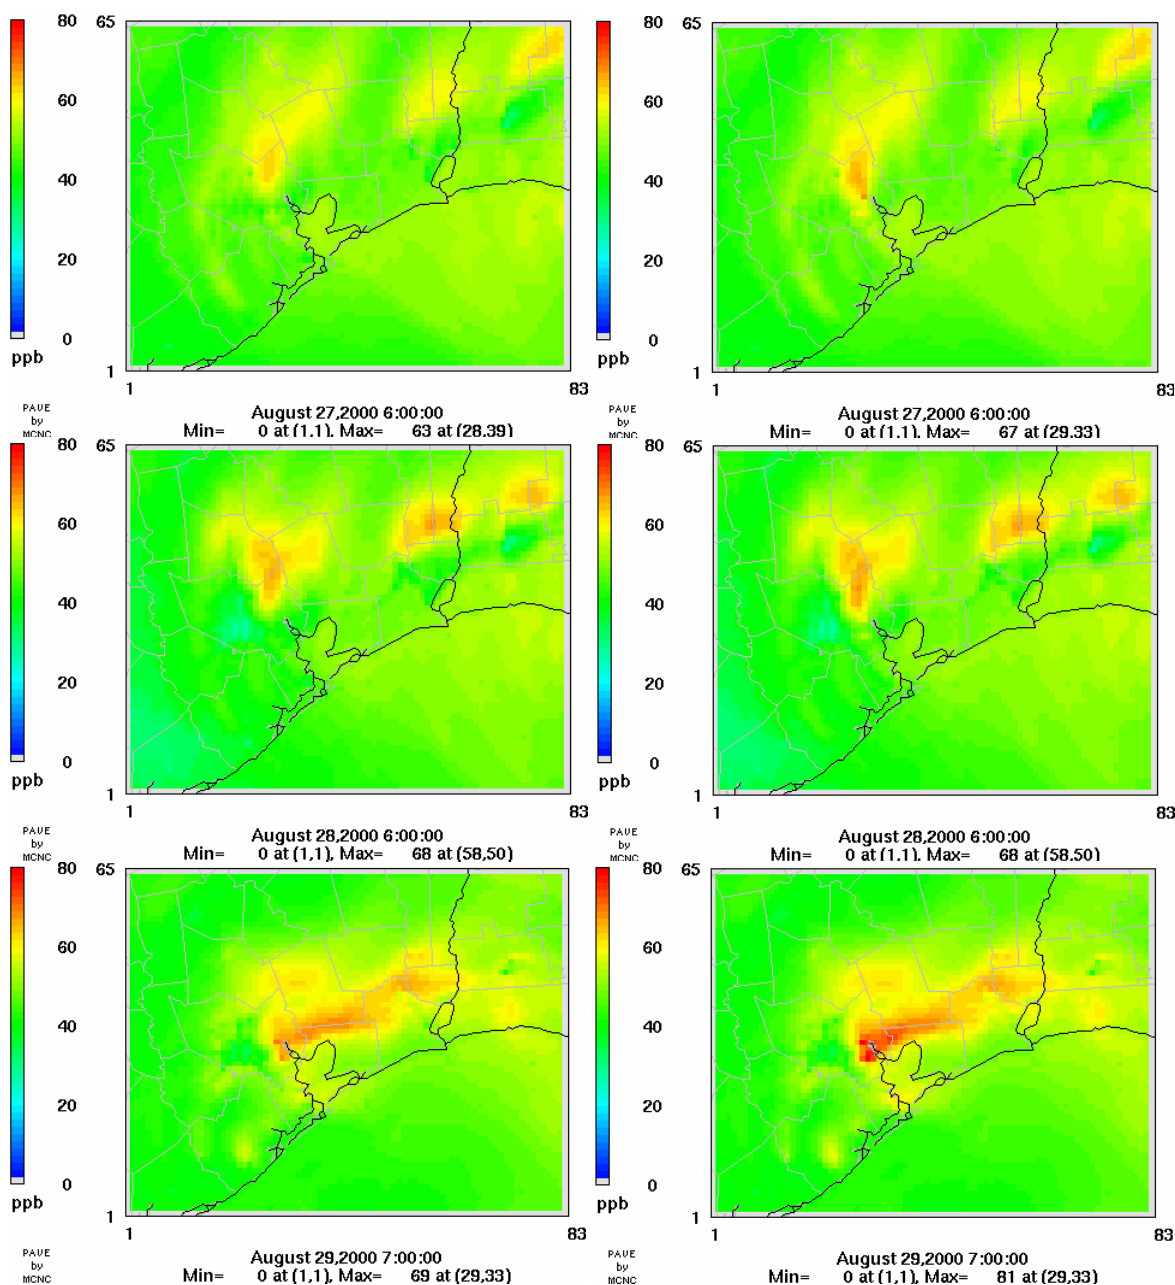 80
60
40
20
0
ppb
65
1
1
83
PAVE
by
MCNC
August 27,2000 6:00:00
Min= 0 at (1,1), Max= 63 at (28,39)
80
60
40
20
0
ppb
65
1
1
83
PAVE
by
MCNC
August 27,2000 6:00:00
Min= 0 at (1,1), Max= 67 at (29,33)
80
60
40
20
0
ppb
65
1
1
83
PAVE
by
MCNC
August 28,2000 6:00:00
Min= 0 at (1,1), Max= 68 at (58,50)
80
60
40
20
0
ppb
65
1
1
83
PAVE
by
MCNC
August 28,2000 6:00:00
Min= 0 at (1,1), Max= 68 at (58,50)
80
60
40
20
0
ppb
65
1
1
83
PAVE
by
MCNC
August 29,2000 7:00:00
Min= 0 at (1,1), Max= 69 at (29,33)
80
60
40
20
0
ppb
65
1
1
83
PAVE
by
MCNC
August 29,2000 7:00:00
Min= 0 at (1,1), Max= 81 at (29,33)